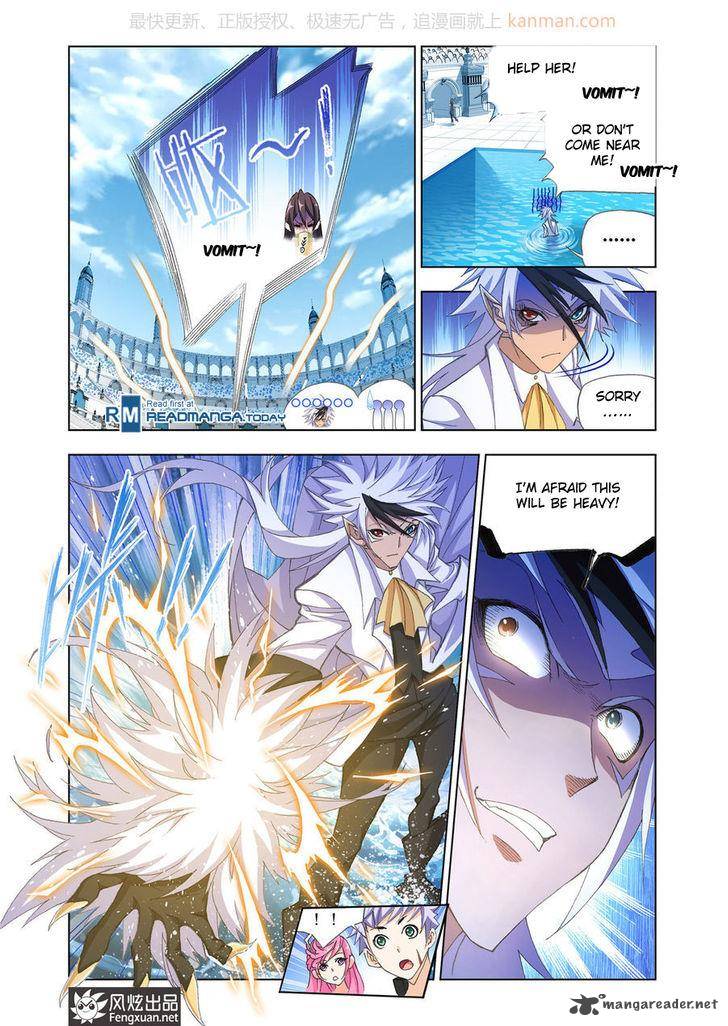 最快更新、正版授权、极速无广告，追漫画就上 kanman.com
呕～！
VOMIT~!
HELP HER!
VOMIT~!
OR DON'T
COME NEAR
ME!
VOMIT~!
......
SORRY
......
RM
Read first at
READMANGA.TODAY
I'M AFRAID THIS
WILL BE HEAVY!
! !
风炫出品
Fengxuan.net
mangareader.net